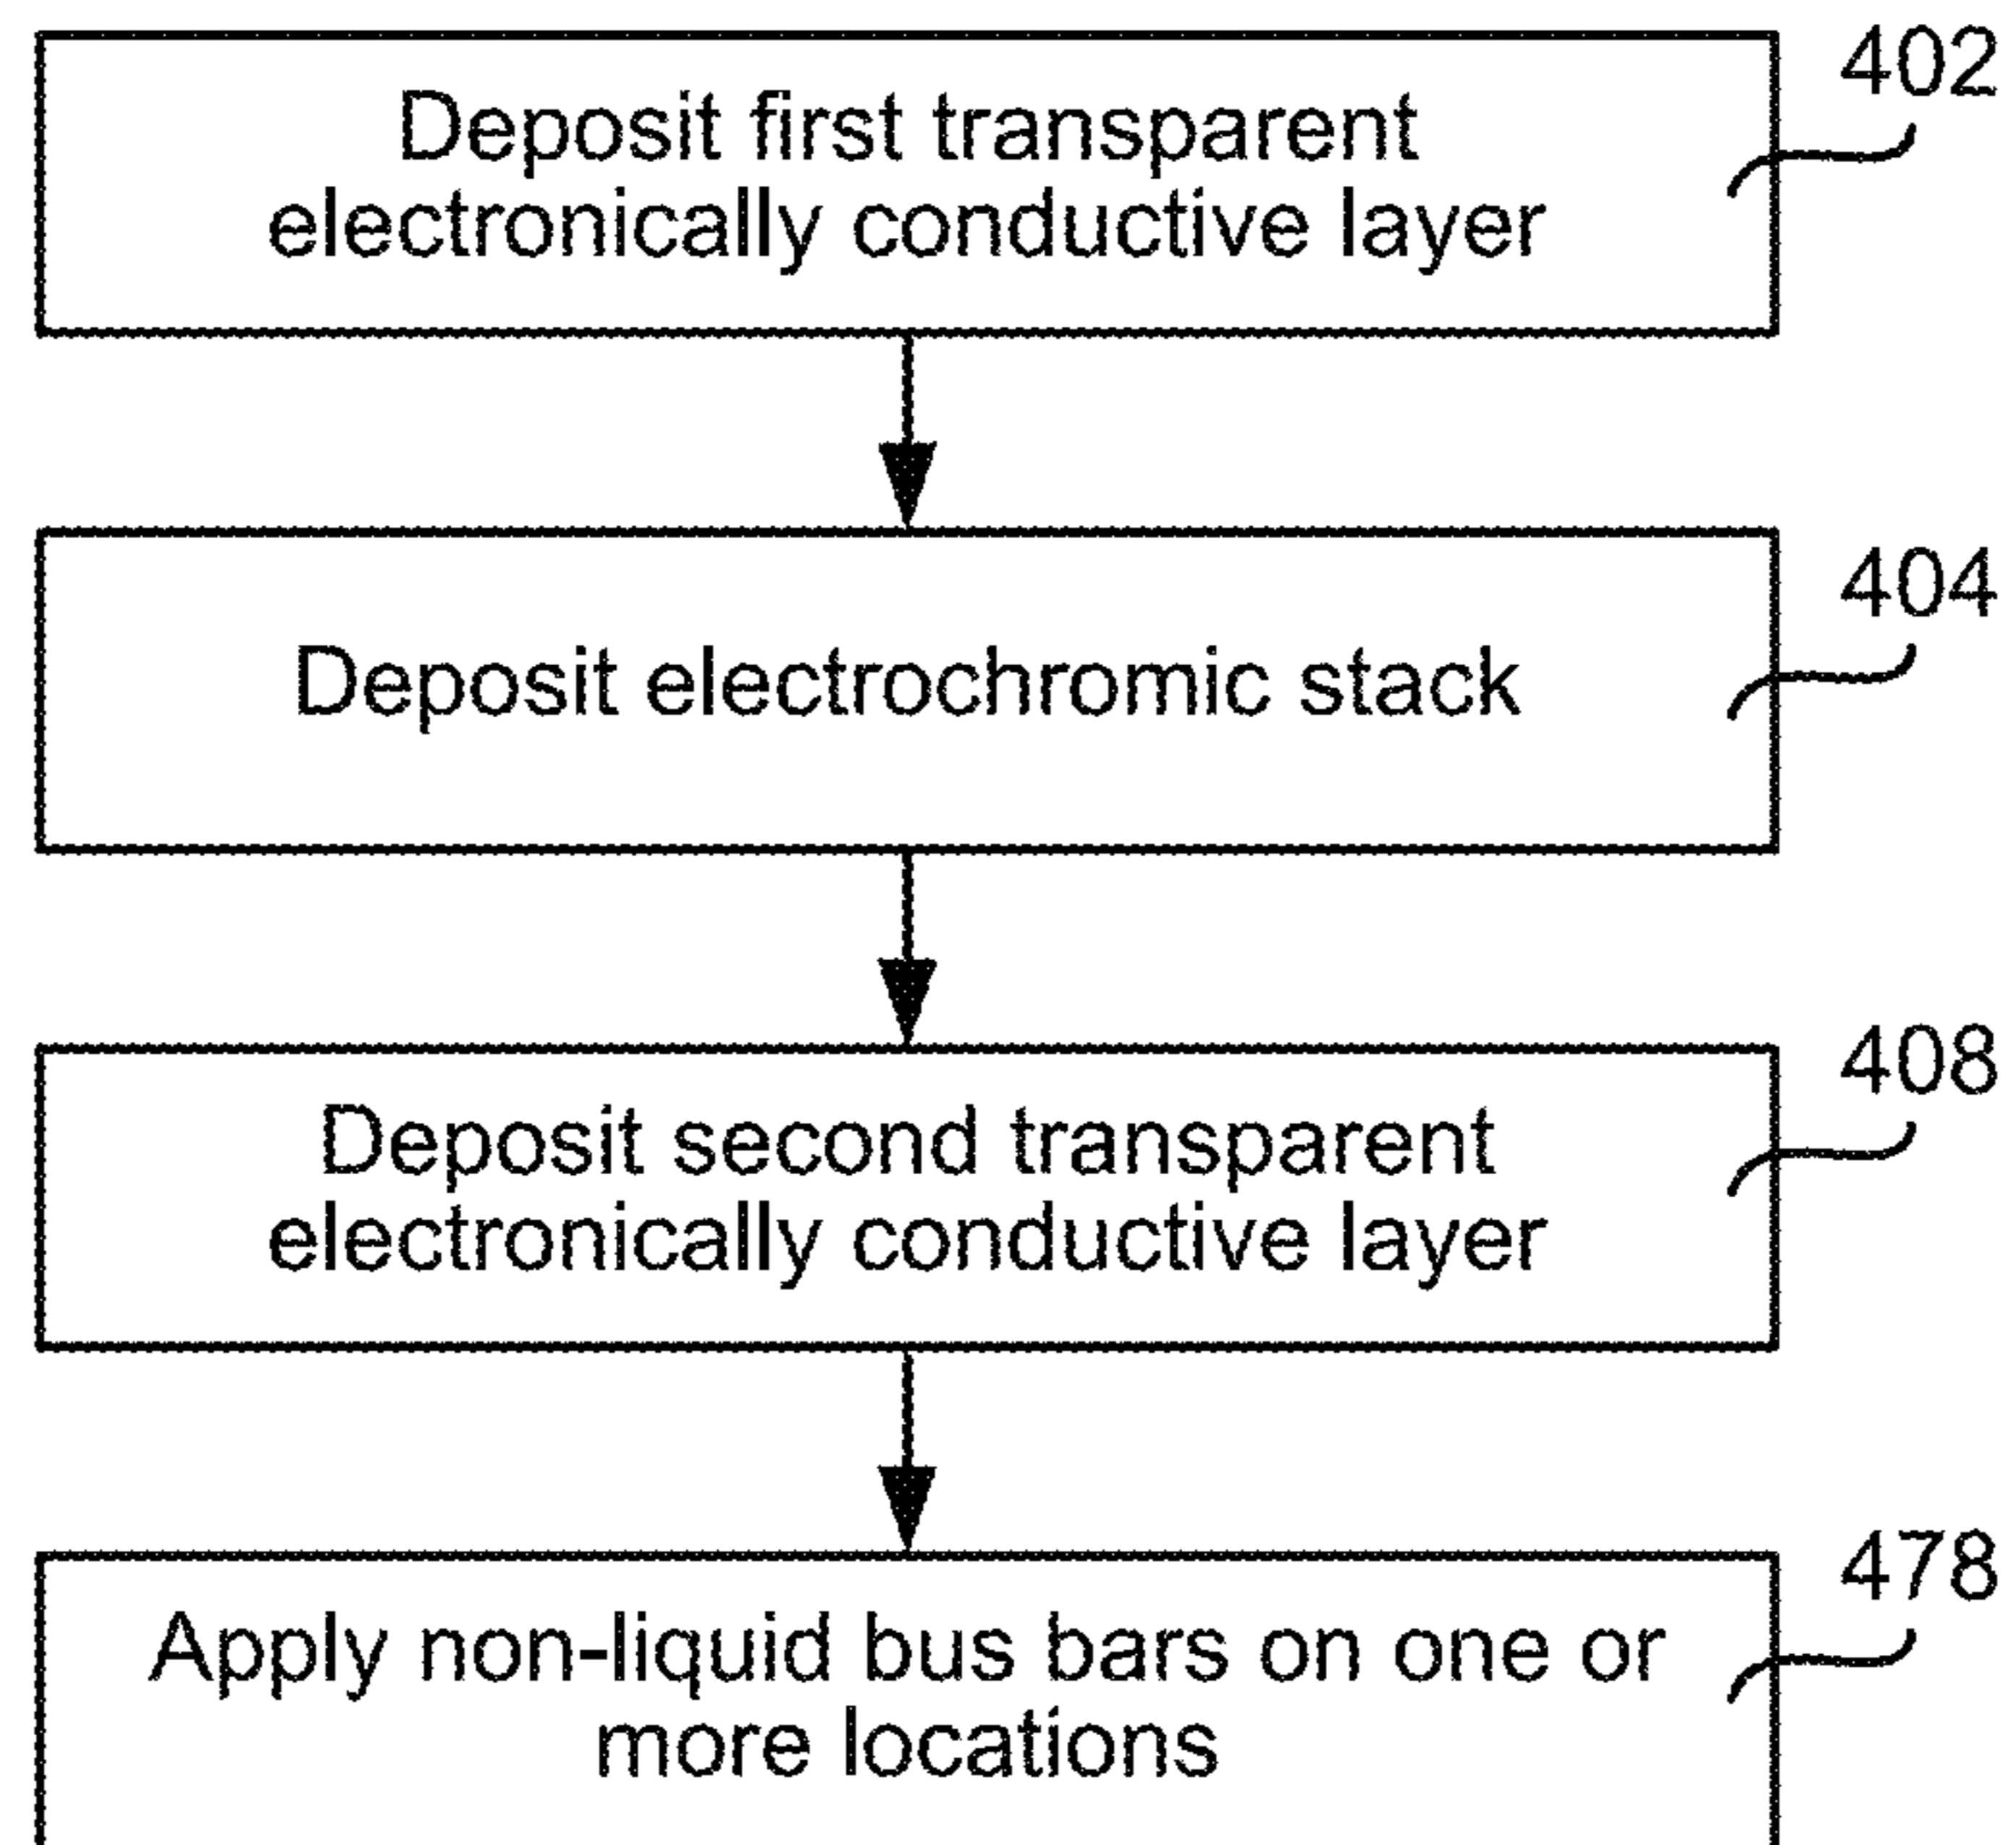 402
Deposit first transparent
electronically conductive layer
404
Deposit electrochromic stack
408
Deposit second transparent
electronically conductive layer
478
Apply non-liquid bus bars on one or
more locations